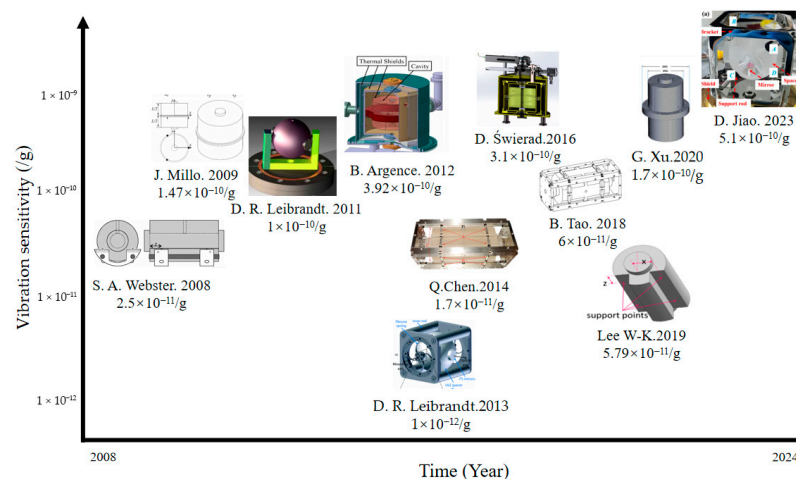 (a)
Bracket
B
A
C
D
Shield
Mirror
Space
Support rod
Thermal Shields
Cavity
1×10⁻⁹
D. Jiao. 2023
5.1×10⁻¹⁰/g
D. Świerad.2016
3.1×10⁻¹⁰/g
G. Xu.2020
1.7×10⁻¹⁰/g
B. Argence. 2012
3.92×10⁻¹⁰/g
J. Millo. 2009
1.47×10⁻¹⁰/g
1×10⁻¹⁰
D. R. Leibrandt. 2011
1×10⁻¹⁰/g
B. Tao. 2018
6×10⁻¹¹/g
Vibration sensitivity (/g)
S. A. Webster. 2008
2.5×10⁻¹¹/g
Q.Chen.2014
1.7×10⁻¹¹/g
x
z
support points
1×10⁻¹¹
Lee W-K.2019
5.79×10⁻¹¹/g
1×10⁻¹²
D. R. Leibrandt.2013
1×10⁻¹²/g
2008
2024
Time (Year)